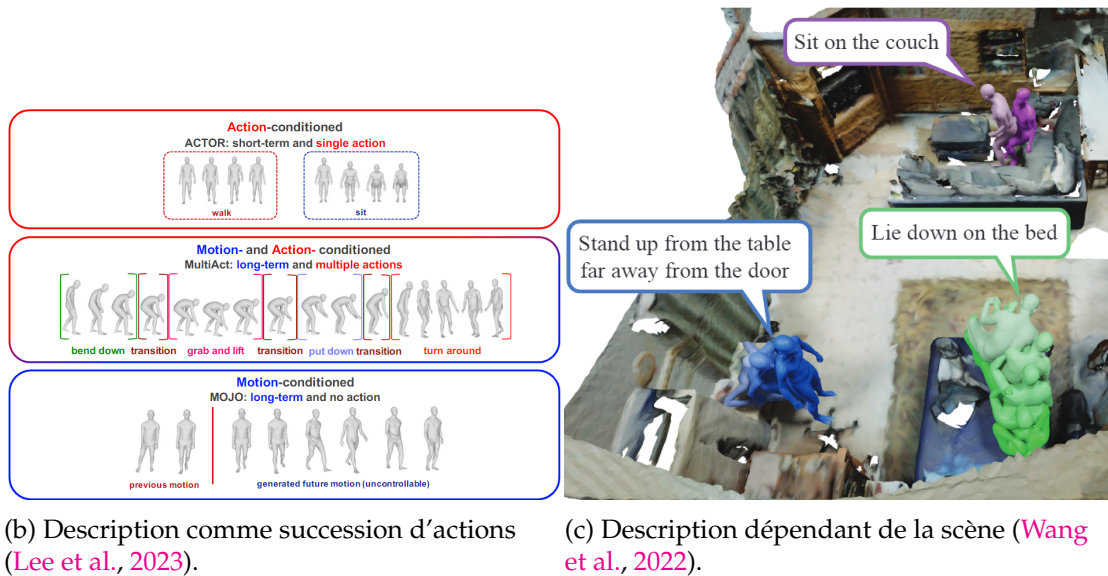 Action-conditioned
ACTOR: short-term and single action
walk
sit
Motion- and Action- conditioned
MultiAct: long-term and multiple actions
bend down transition grab and lift transition put down transition turn around
Motion-conditioned
MOJO: long-term and no action
previous motion
generated future motion (uncontrollable)
(b) Description comme succession d'actions
(Lee et al., 2023).
Sit on the couch
Stand up from the table
far away from the door
Lie down on the bed
(c) Description dépendant de la scène (Wang
et al., 2022).